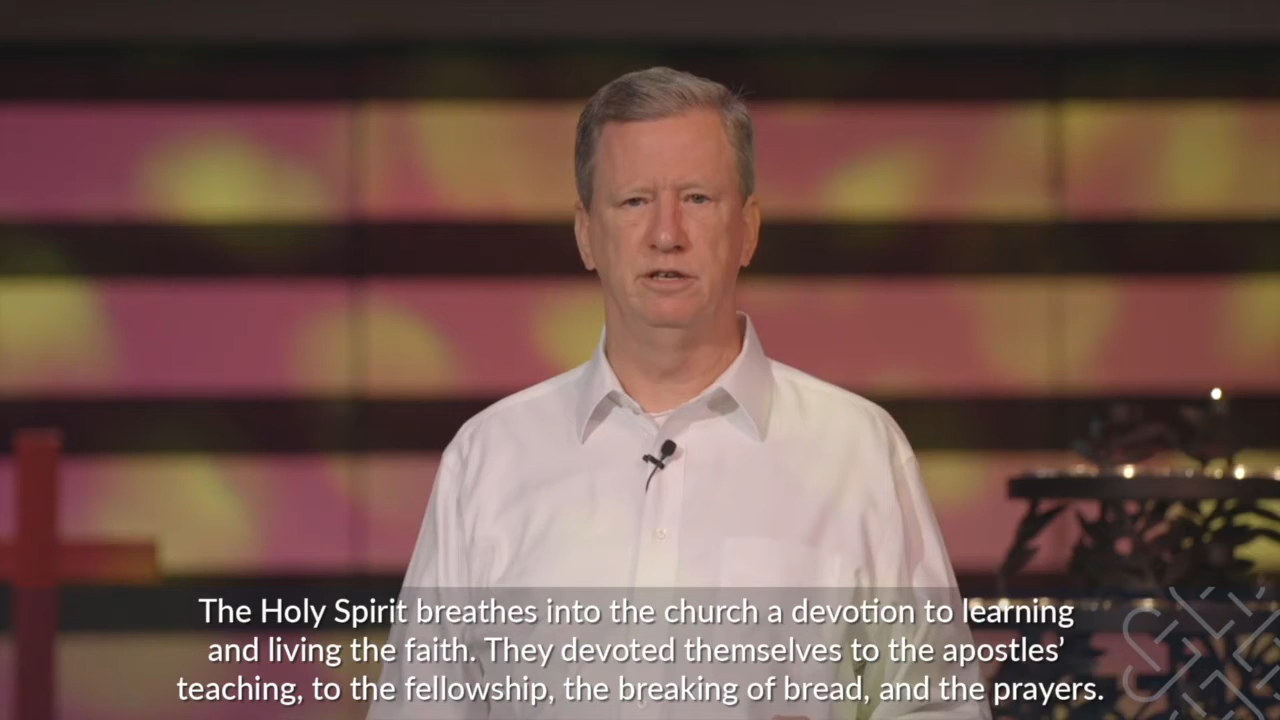 The Holy Spirit breathes into the church a devotion to learning
and living the faith. They devoted themselves to the apostles’
teaching, to the fellowship, the breaking of bread, and the prayers.